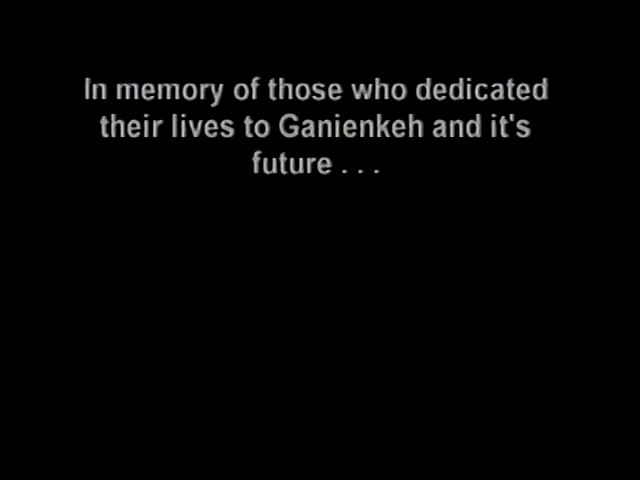 In memory of those who dedicated
their lives to Ganienkeh and it's
future . . .